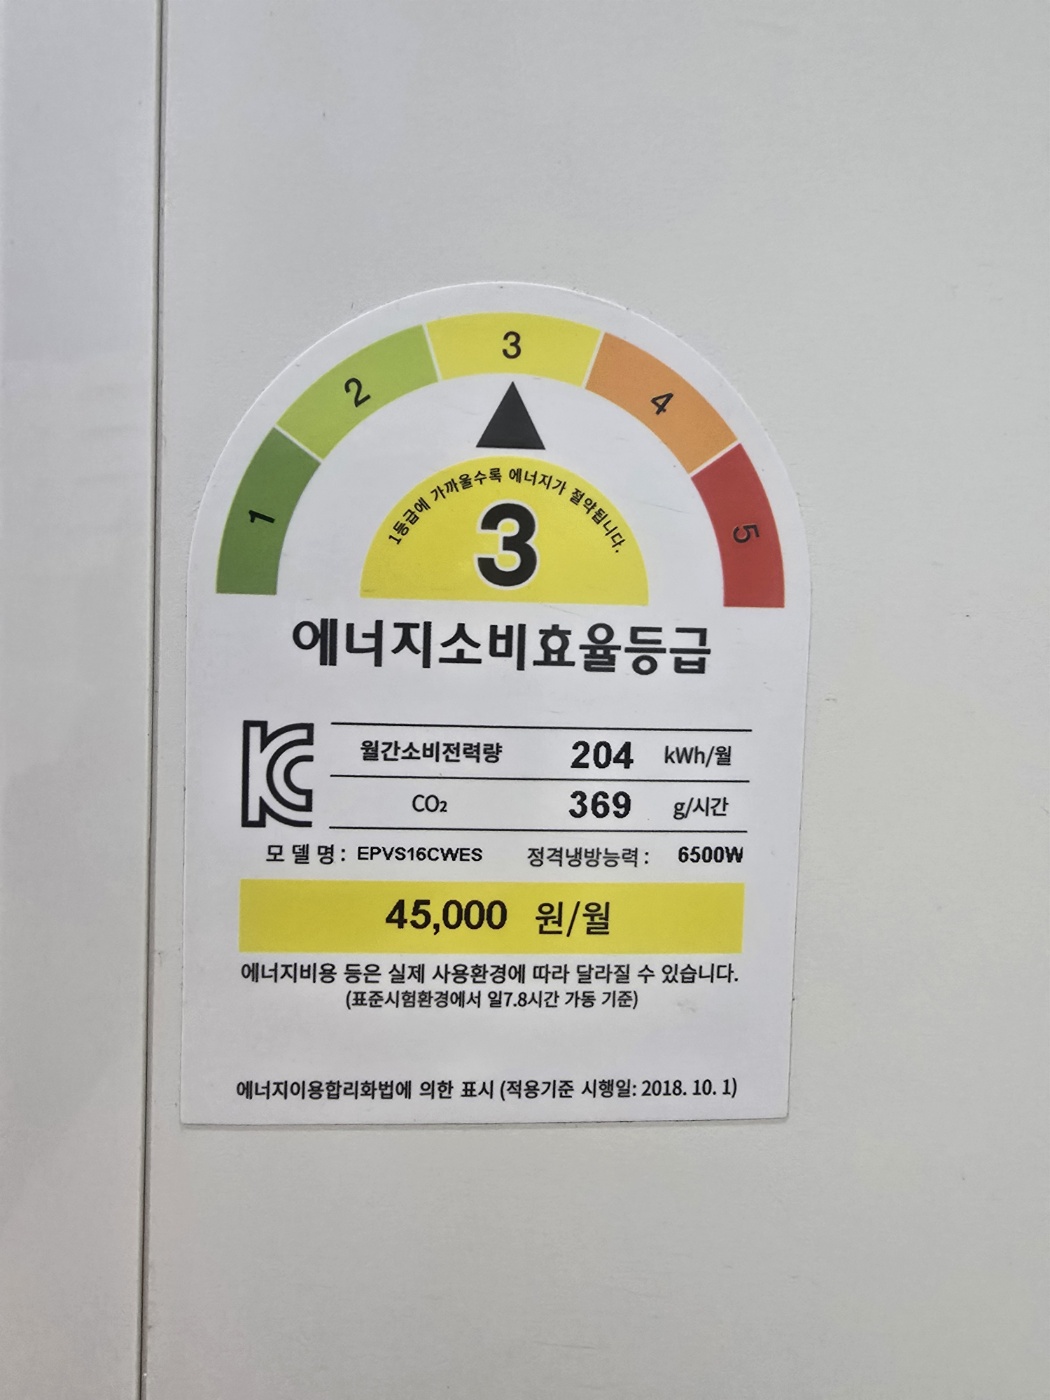 1
2
3
4
5
1등급에 가까울수록 에너지가 절약됩니다.
3
에너지소비효율등급
KC
월간소비전력량 204 kWh/월
CO₂ 369 g/시간
모 델 명 : EPVS16CWES 정격냉방능력 : 6500W
45,000 원/월
에너지비용 등은 실제 사용환경에 따라 달라질 수 있습니다.
(표준시험환경에서 일7.8시간 가동 기준)
에너지이용합리화법에 의한 표시 (적용기준 시행일: 2018. 10. 1)